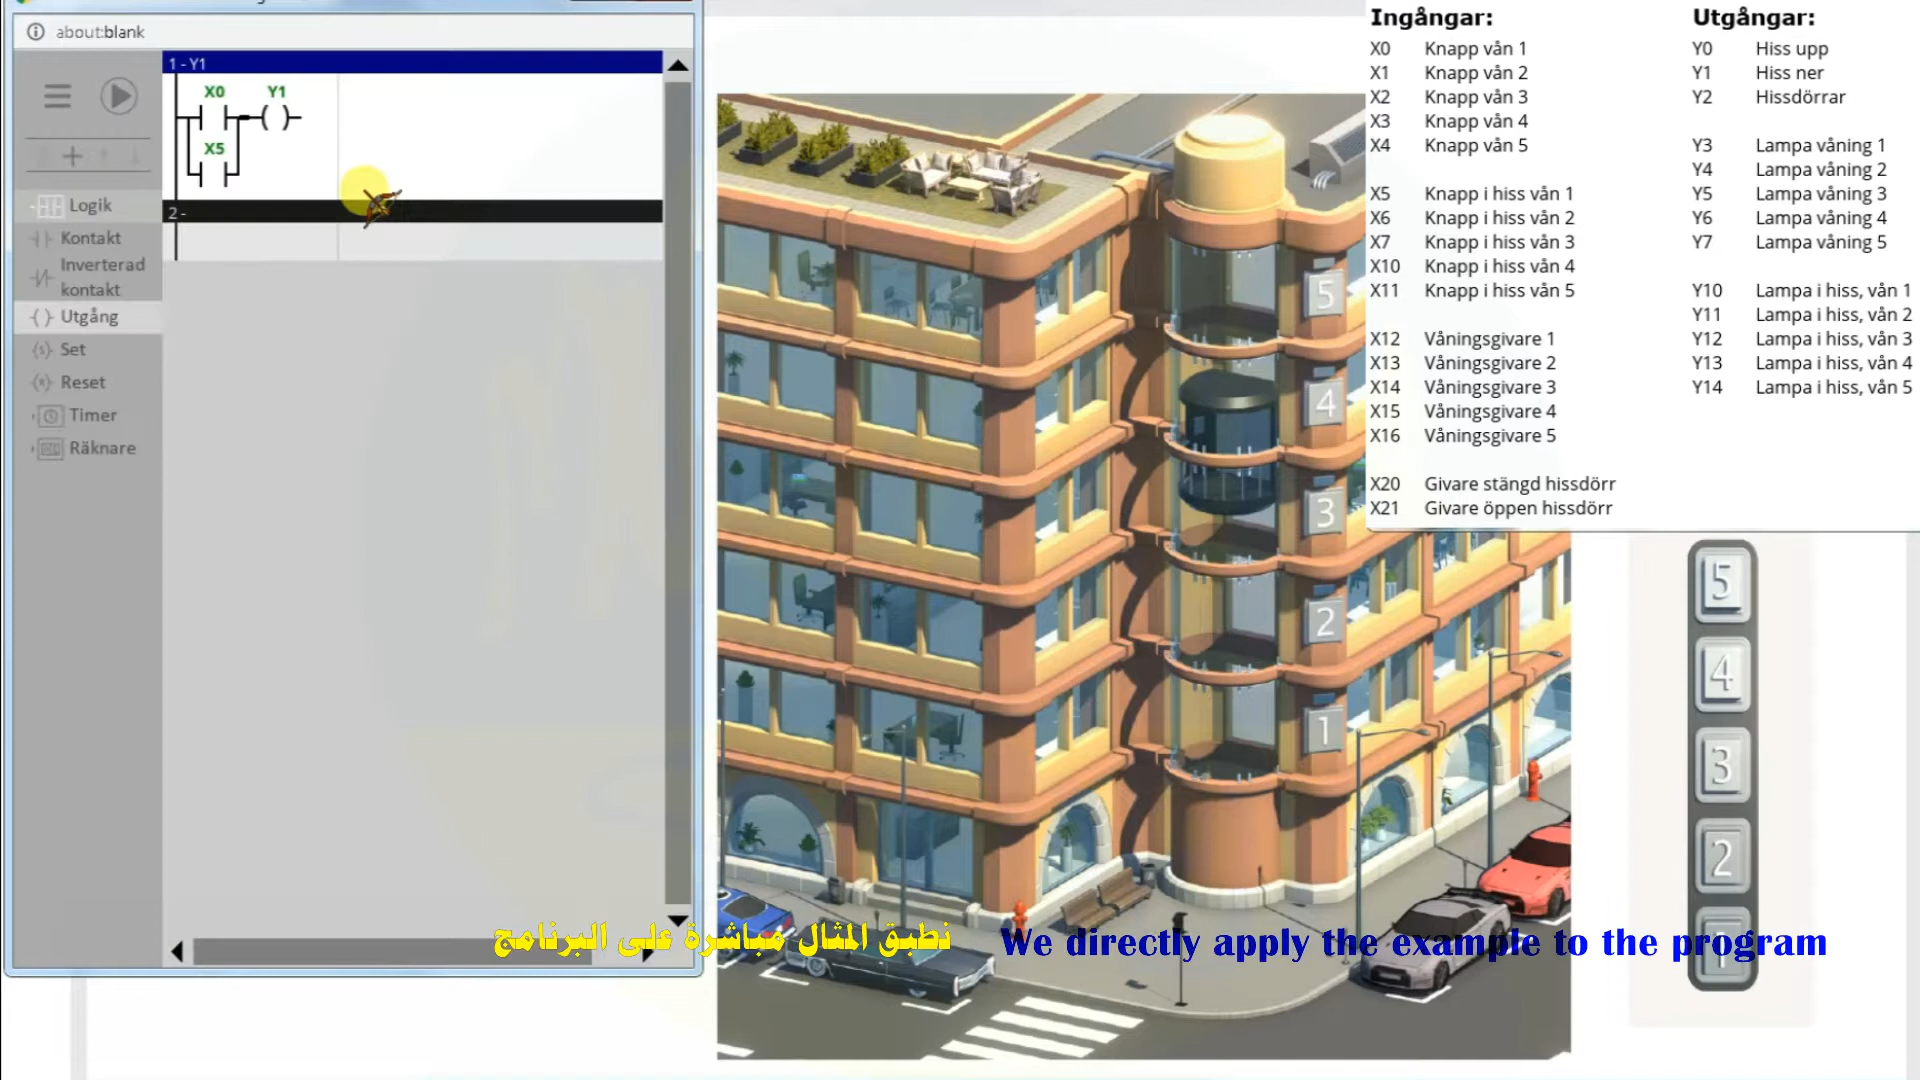 about:blank
1 - Y1
X0 Y1
X5
2 -
Logik
Kontakt
Inverterad
kontakt
Utgång
Set
Reset
Timer
Räknare
Ingångar:
X0 Knapp vån 1
X1 Knapp vån 2
X2 Knapp vån 3
X3 Knapp vån 4
X4 Knapp vån 5
X5 Knapp i hiss vån 1
X6 Knapp i hiss vån 2
X7 Knapp i hiss vån 3
X10 Knapp i hiss vån 4
X11 Knapp i hiss vån 5
X12 Våningsgivare 1
X13 Våningsgivare 2
X14 Våningsgivare 3
X15 Våningsgivare 4
X16 Våningsgivare 5
X20 Givare stängd hissdörr
X21 Givare öppen hissdörr
Utgångar:
Y0 Hiss upp
Y1 Hiss ner
Y2 Hissdörrar
Y3 Lampa våning 1
Y4 Lampa våning 2
Y5 Lampa våning 3
Y6 Lampa våning 4
Y7 Lampa våning 5
Y10 Lampa i hiss, vån 1
Y11 Lampa i hiss, vån 2
Y12 Lampa i hiss, vån 3
Y13 Lampa i hiss, vån 4
Y14 Lampa i hiss, vån 5
5
4
3
2
1
5
4
3
2
1
نطبق المثال مباشرة على البرنامج
We directly apply the example to the program